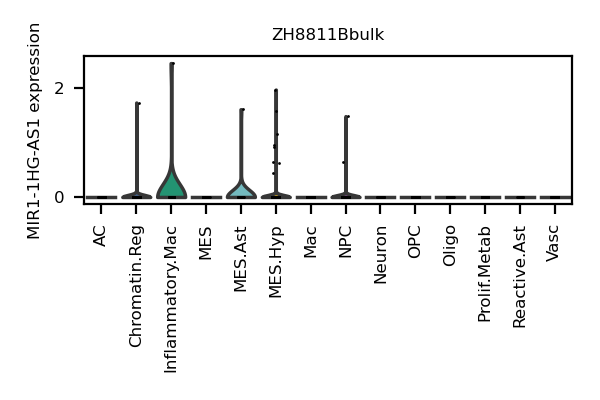 ZH8811Bbulk
MIR1-1HG-AS1 expression
2
0
AC
Chromatin.Reg
Inflammatory.Mac
MES
MES.Ast
MES.Hyp
Mac
NPC
Neuron
OPC
Oligo
Prolif.Metab
Reactive.Ast
Vasc